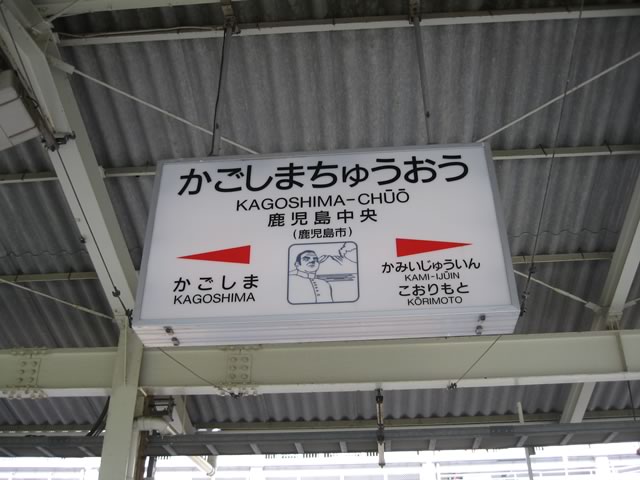 かごしまちゅうおう
KAGOSHIMA-CHŪŌ
鹿児島中央
(鹿児島市)
かごしま
KAGOSHIMA
かみいじゅういん
KAMI-IJŪIN
こおりもと
KŌRIMOTO